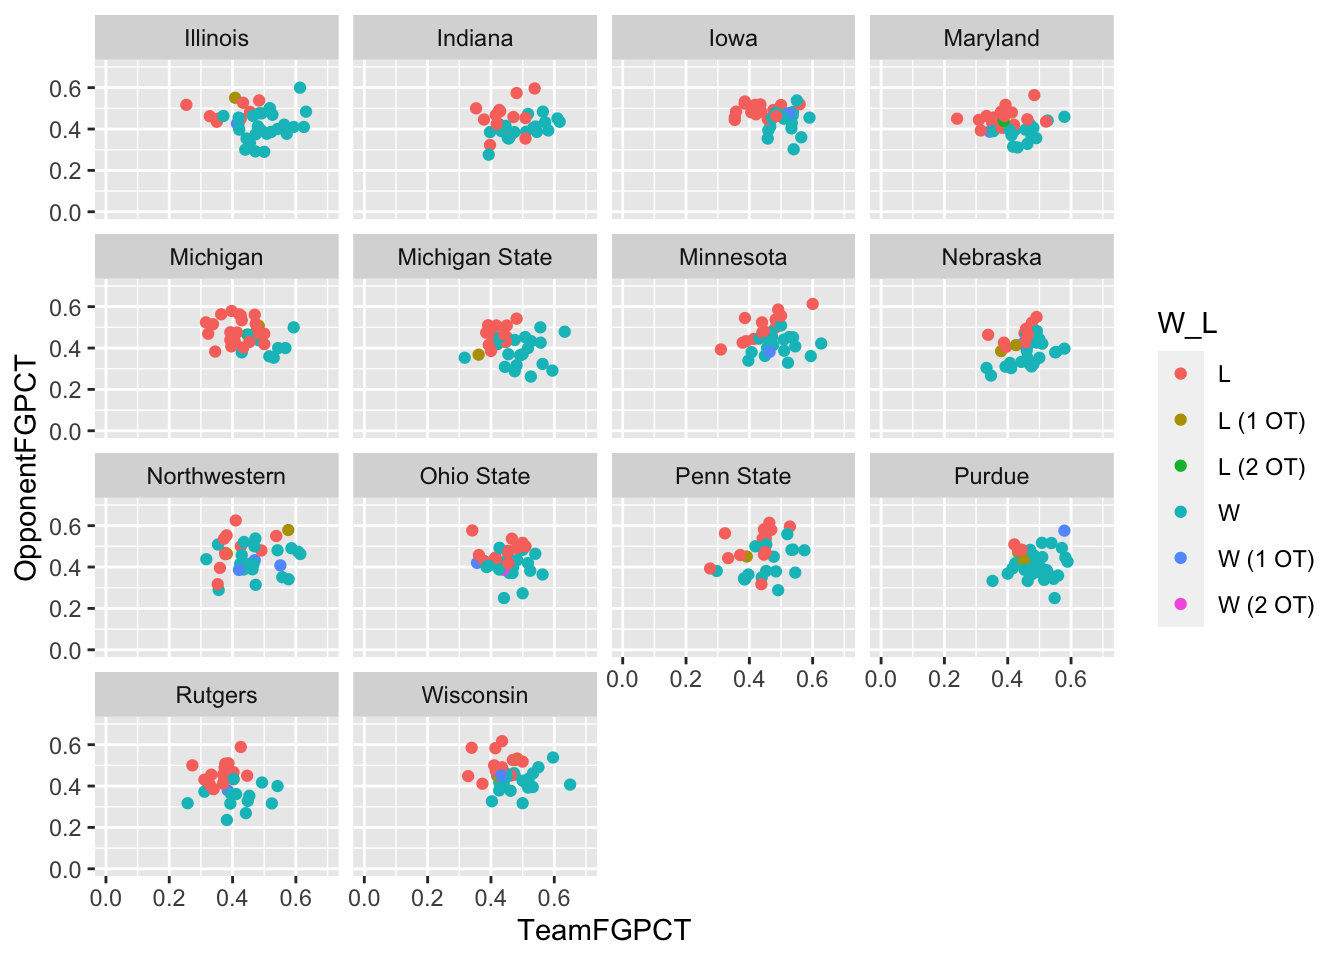 Illinois Indiana Iowa Maryland
0.6
0.4
0.2
0.0
Michigan Michigan State Minnesota Nebraska
0.6
0.4
0.2
0.0
Northwestern Ohio State Penn State Purdue
0.6
0.4
0.2
0.0
0.0 0.2 0.4 0.6 0.0 0.2 0.4 0.6
Rutgers Wisconsin
0.6
0.4
0.2
0.0
0.0 0.2 0.4 0.6 0.0 0.2 0.4 0.6
TeamFGPCT
OpponentFGPCT
W_L
L
L (1 OT)
L (2 OT)
W
W (1 OT)
W (2 OT)